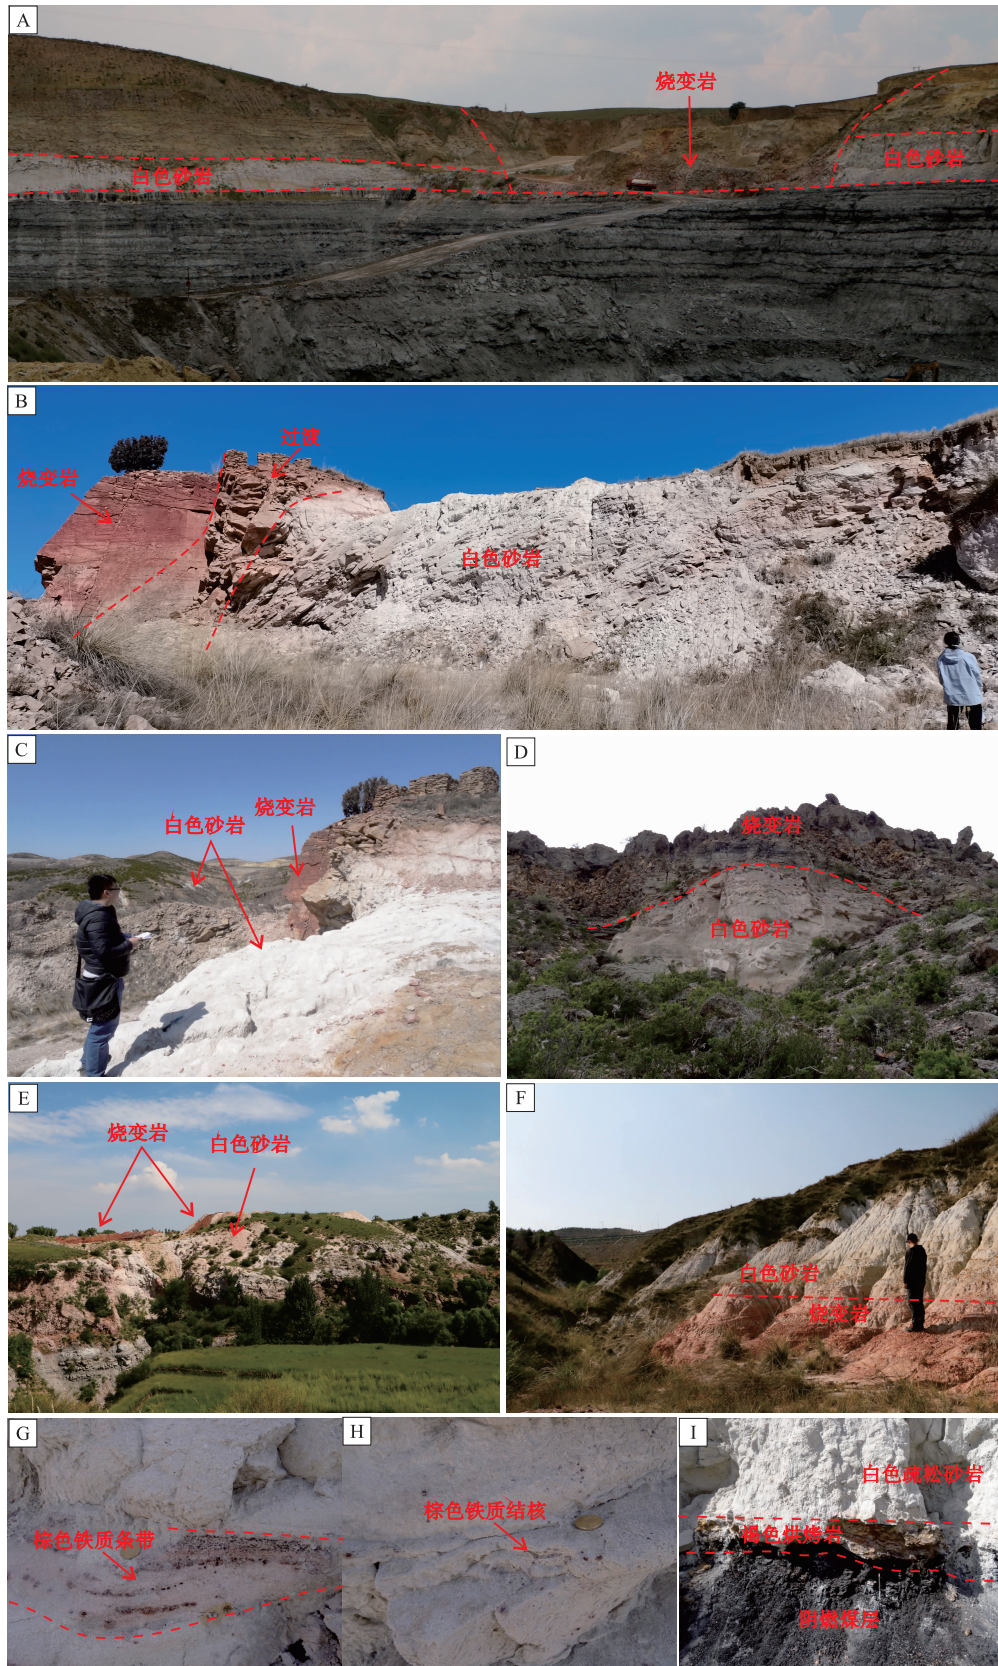 A
烧变岩
白色砂岩
白色砂岩
B
过渡
烧变岩
白色砂岩
C
烧变岩
白色砂岩
D
烧变岩
白色砂岩
E
烧变岩
白色砂岩
F
白色砂岩
烧变岩
G
棕色铁质条带
H
棕色铁质结核
I
白色疏松砂岩
褐色烘烤岩
阴燃煤层